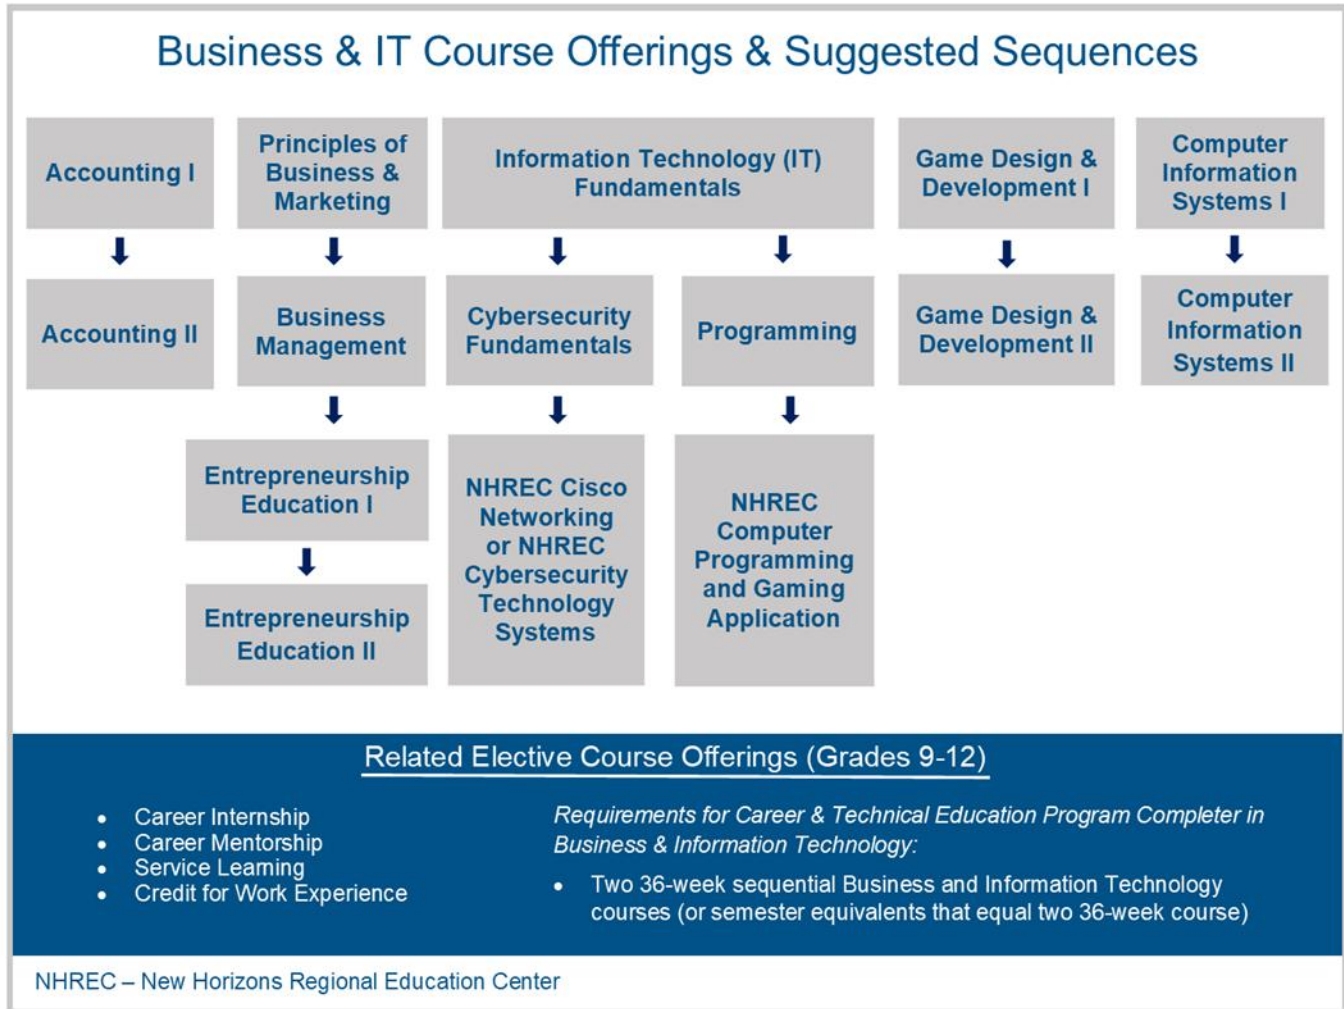 Business & IT Course Offerings & Suggested Sequences
Accounting I
Principles of
Business &
Marketing
Information Technology (IT)
Fundamentals
Game Design &
Development I
Computer
Information
Systems I
Accounting II
Business
Management
Cybersecurity
Fundamentals
Programming
Game Design &
Development II
Computer
Information
Systems II
Entrepreneurship
Education I
NHREC Cisco
Networking
or NHREC
Cybersecurity
Technology
Systems
NHREC
Computer
Programming
and Gaming
Application
Entrepreneurship
Education II
Related Elective Course Offerings (Grades 9-12)
• Career Internship
• Career Mentorship
• Service Learning
• Credit for Work Experience
Requirements for Career & Technical Education Program Completer in
Business & Information Technology:
• Two 36-week sequential Business and Information Technology
courses (or semester equivalents that equal two 36-week course)
NHREC – New Horizons Regional Education Center